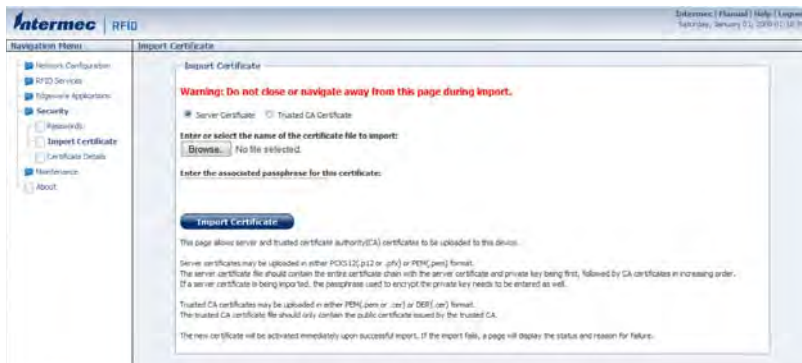 Intermec | RFID
Intermec | Manual | Help | Logout
Saturday, January 01, 2000
Navigation Menu
Import Certificate
Network Configuration
RFID Services
Edgeware Applications
Security
Passwords
Import Certificate
Certificate Details
Maintenance
About
Import Certificate
Warning: Do not close or navigate away from this page during import.
Server Certificate Trusted CA Certificate
Enter or select the name of the certificate file to import:
Browse... No file selected.
Enter the associated passphrase for this certificate:
Import Certificate
This page allows server and trusted certificate authority(CA) certificates to be uploaded to this device.
Server certificates may be uploaded in either PCKS12(.p12 or .pfx) or PEM(.pem) format.
The server certificate file should contain the entire certificate chain with the server certificate and private key being first, followed by CA certificates in increasing order.
If a server certificate is being imported, the passphrase used to encrypt the private key needs to be entered as well.
Trusted CA certificates may be uploaded in either PEM(.pem or .cer) or DER(.cer) format.
The trusted CA certificate file should only contain the public certificate issued by the trusted CA.
The new certificate will be activated immediately upon successful import. If the import fails, a page will display the status and reason for failure.